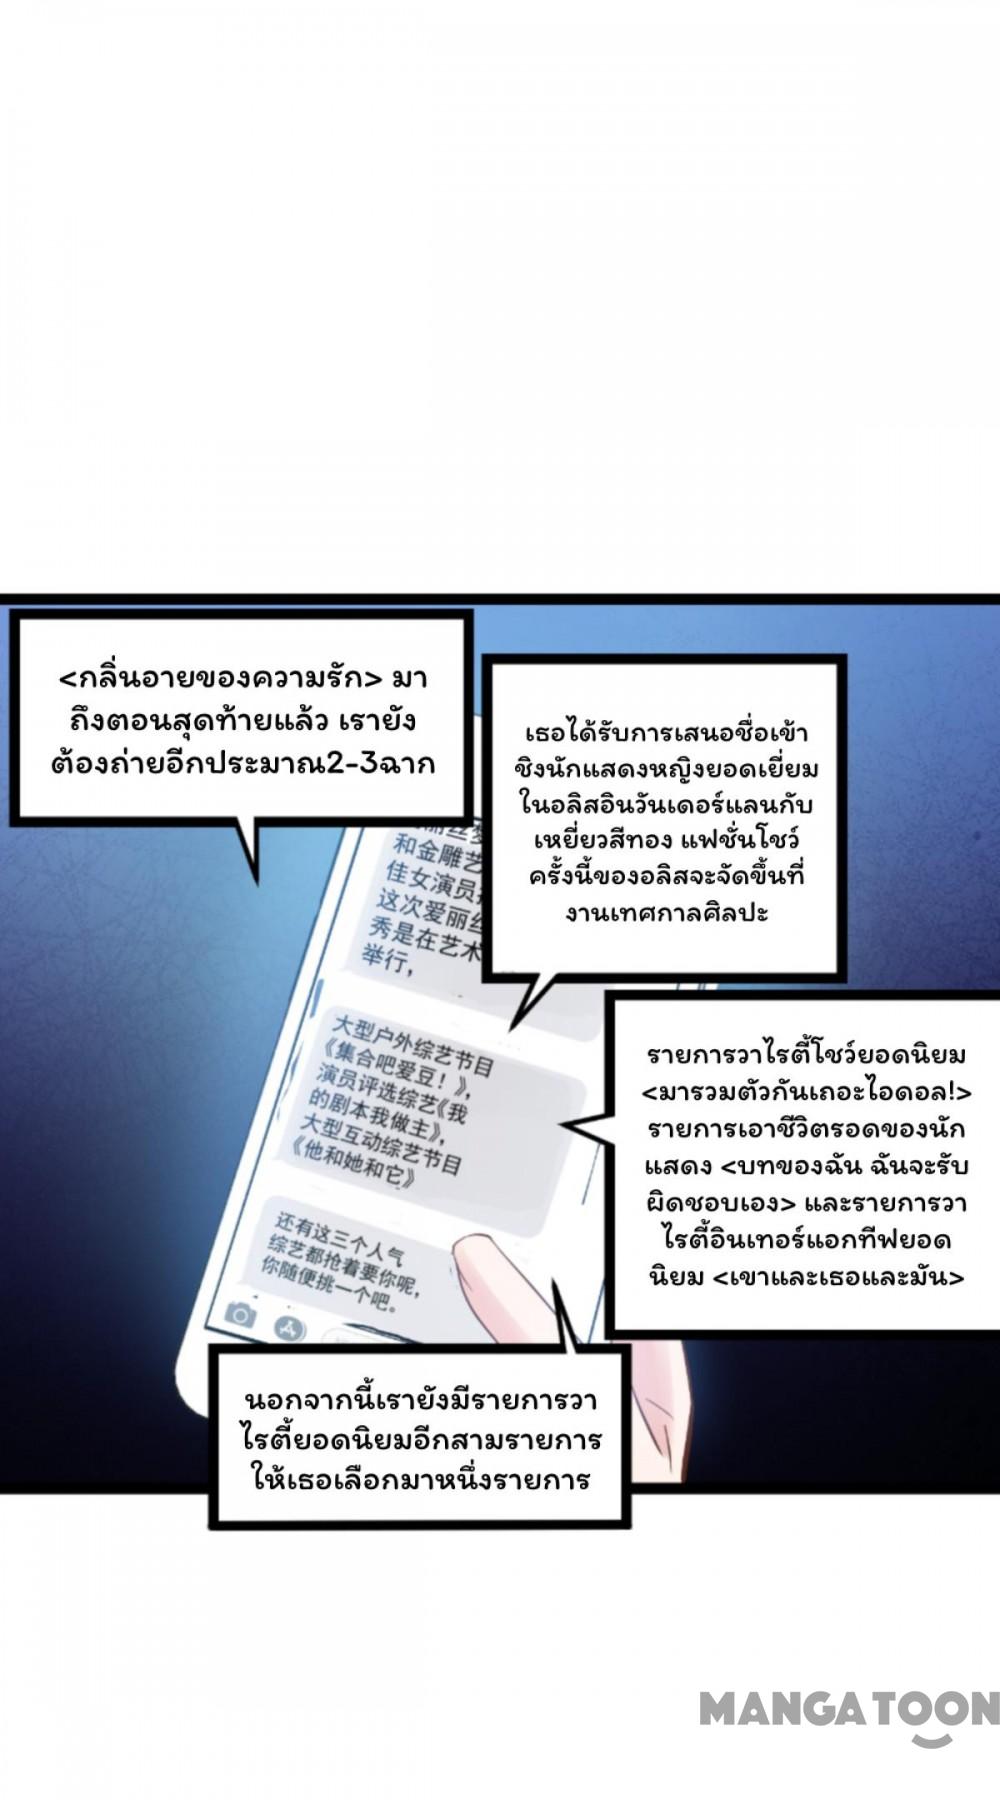 <กลิ่นอายของความรัก> มา
ถึงตอนสุดท้ายแล้ว เรายัง
ต้องถ่ายอีกประมาณ2-3ฉาก
เธอได้รับการเสนอชื่อเข้า
ชิงนักแสดงหญิงยอดเยี่ยม
ในอลิสอินวันเดอร์แลนกับ
เหยี่ยวสีทอง แฟชั่นโชว์
ครั้งนี้ของอลิสจะจัดขึ้นที่
งานเทศกาลศิลปะ
丽丝爱
和金雕艺
佳女演员
这次爱丽丝
秀是在艺术
举行，
รายการวาไรตี้โชว์ยอดนิยม
<มารวมตัวกันเถอะไอดอล!>
รายการเอาชีวิตรอดของนัก
แสดง <บทของฉัน ฉันจะรับ
ผิดชอบเอง> และรายการวา
ไรตี้อินเทอร์แอกทีฟยอด
นิยม <เขาและเธอและมัน>
大型户外综艺节目
《集合吧爱豆！》，
演员评选综艺《我
的剧本我做主》，
大型互动综艺节目
《他和她和它》
还有这三个人气
综艺都抢着要你呢，
你随便挑一个吧。
นอกจากนี้เรายังมีรายการวา
ไรตี้ยอดนิยมอีกสามรายการ
ให้เธอเลือกมาหนึ่งรายการ
MANGATOON